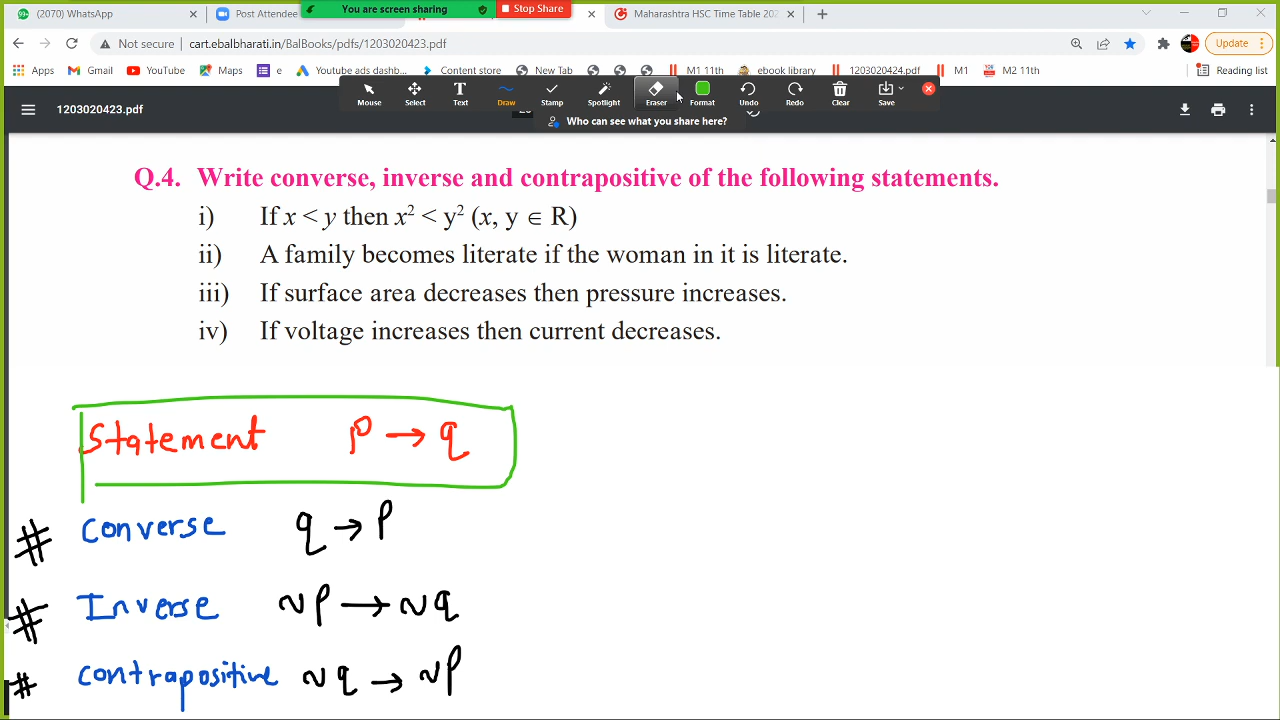 (2070) WhatsApp
Post Attendee
You are screen sharing
Stop Share
Maharashtra HSC Time Table 202
Not secure | cart.ebalbharati.in/BalBooks/pdfs/1203020423.pdf
Update
Apps Gmail YouTube Maps e Youtube ads dashb... Content store New Tab M1 11th ebook library 1203020424.pdf M1 M2 11th Reading list
Mouse Select Text Draw Stamp Spotlight Eraser Format Undo Redo Clear Save
1203020423.pdf
Who can see what you share here?
Q.4. Write converse, inverse and contrapositive of the following statements.
i) If x < y then x² < y² (x, y ∈ R)
ii) A family becomes literate if the woman in it is literate.
iii) If surface area decreases then pressure increases.
iv) If voltage increases then current decreases.
Statement p → q
# Converse q → p
# Inverse ~p → ~q
# Contrapositive ~q → ~p